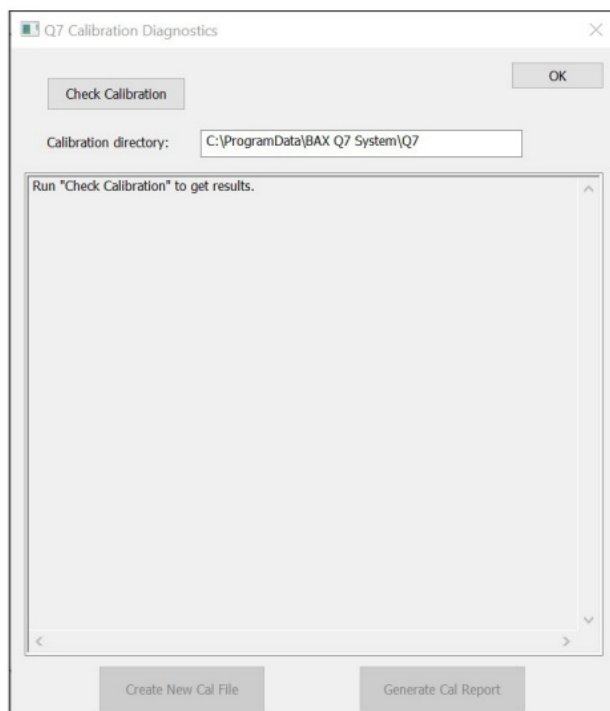 Q7 Calibration Diagnostics
OK
Check Calibration
Calibration directory: C:\ProgramData\BAX Q7 System\Q7
Run "Check Calibration" to get results.
Create New Cal File Generate Cal Report